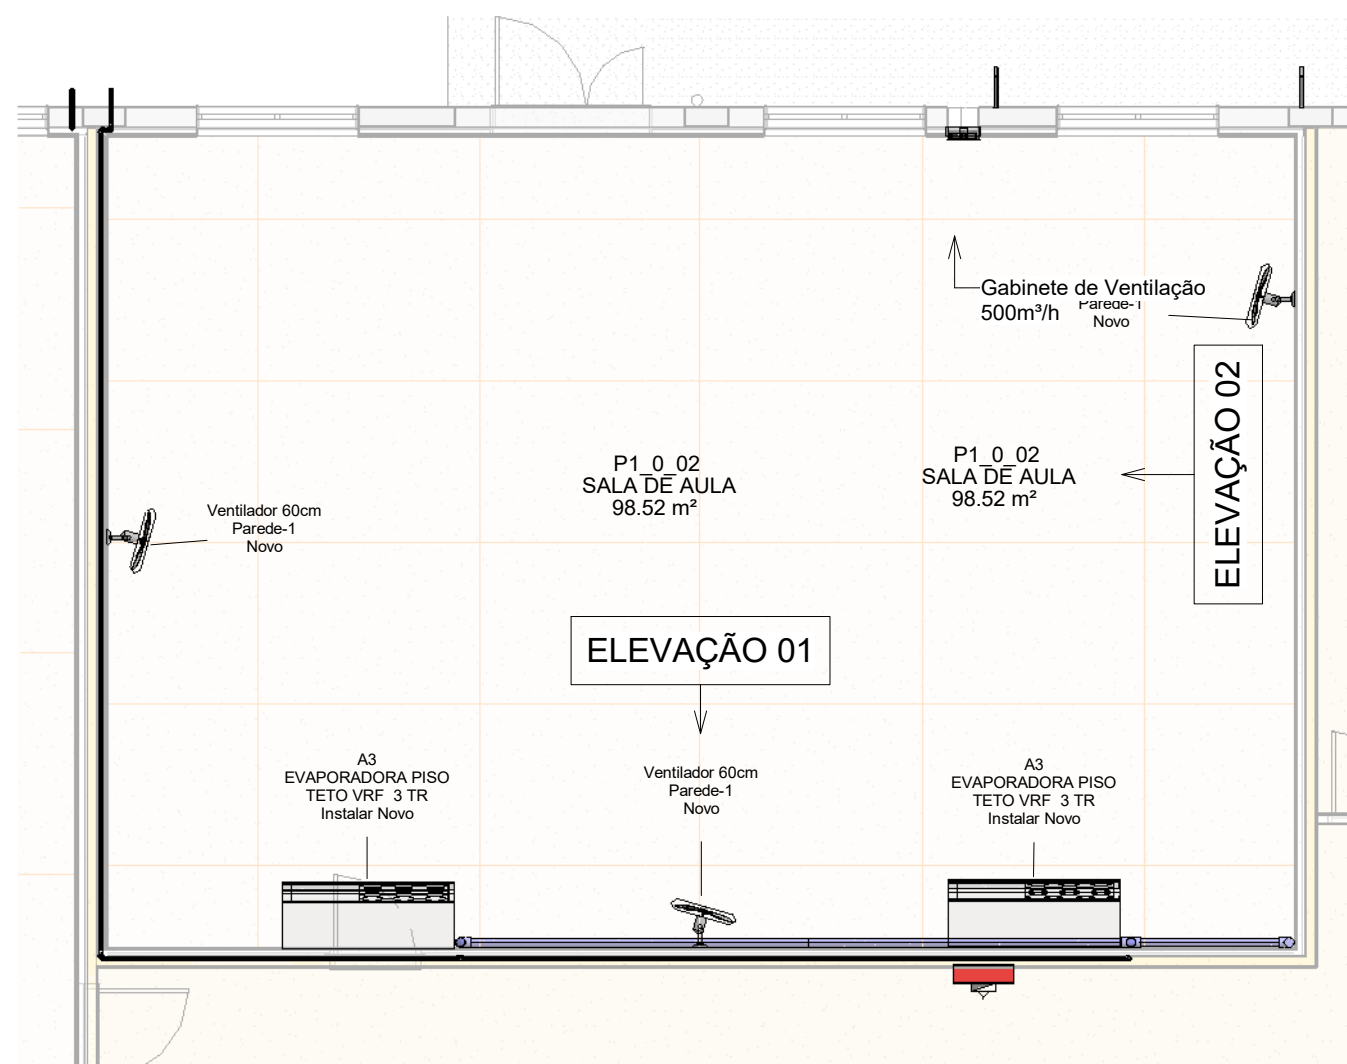 Gabinete de Ventilação
500m³/h
Parede-1
Novo
ELEVAÇÃO 02
P1_0_02
SALA DE AULA
98.52 m²
P1_0_02
SALA DE AULA
98.52 m²
Ventilador 60cm
Parede-1
Novo
ELEVAÇÃO 01
A3
EVAPORADORA PISO
TETO VRF 3 TR
Instalar Novo
Ventilador 60cm
Parede-1
Novo
A3
EVAPORADORA PISO
TETO VRF 3 TR
Instalar Novo